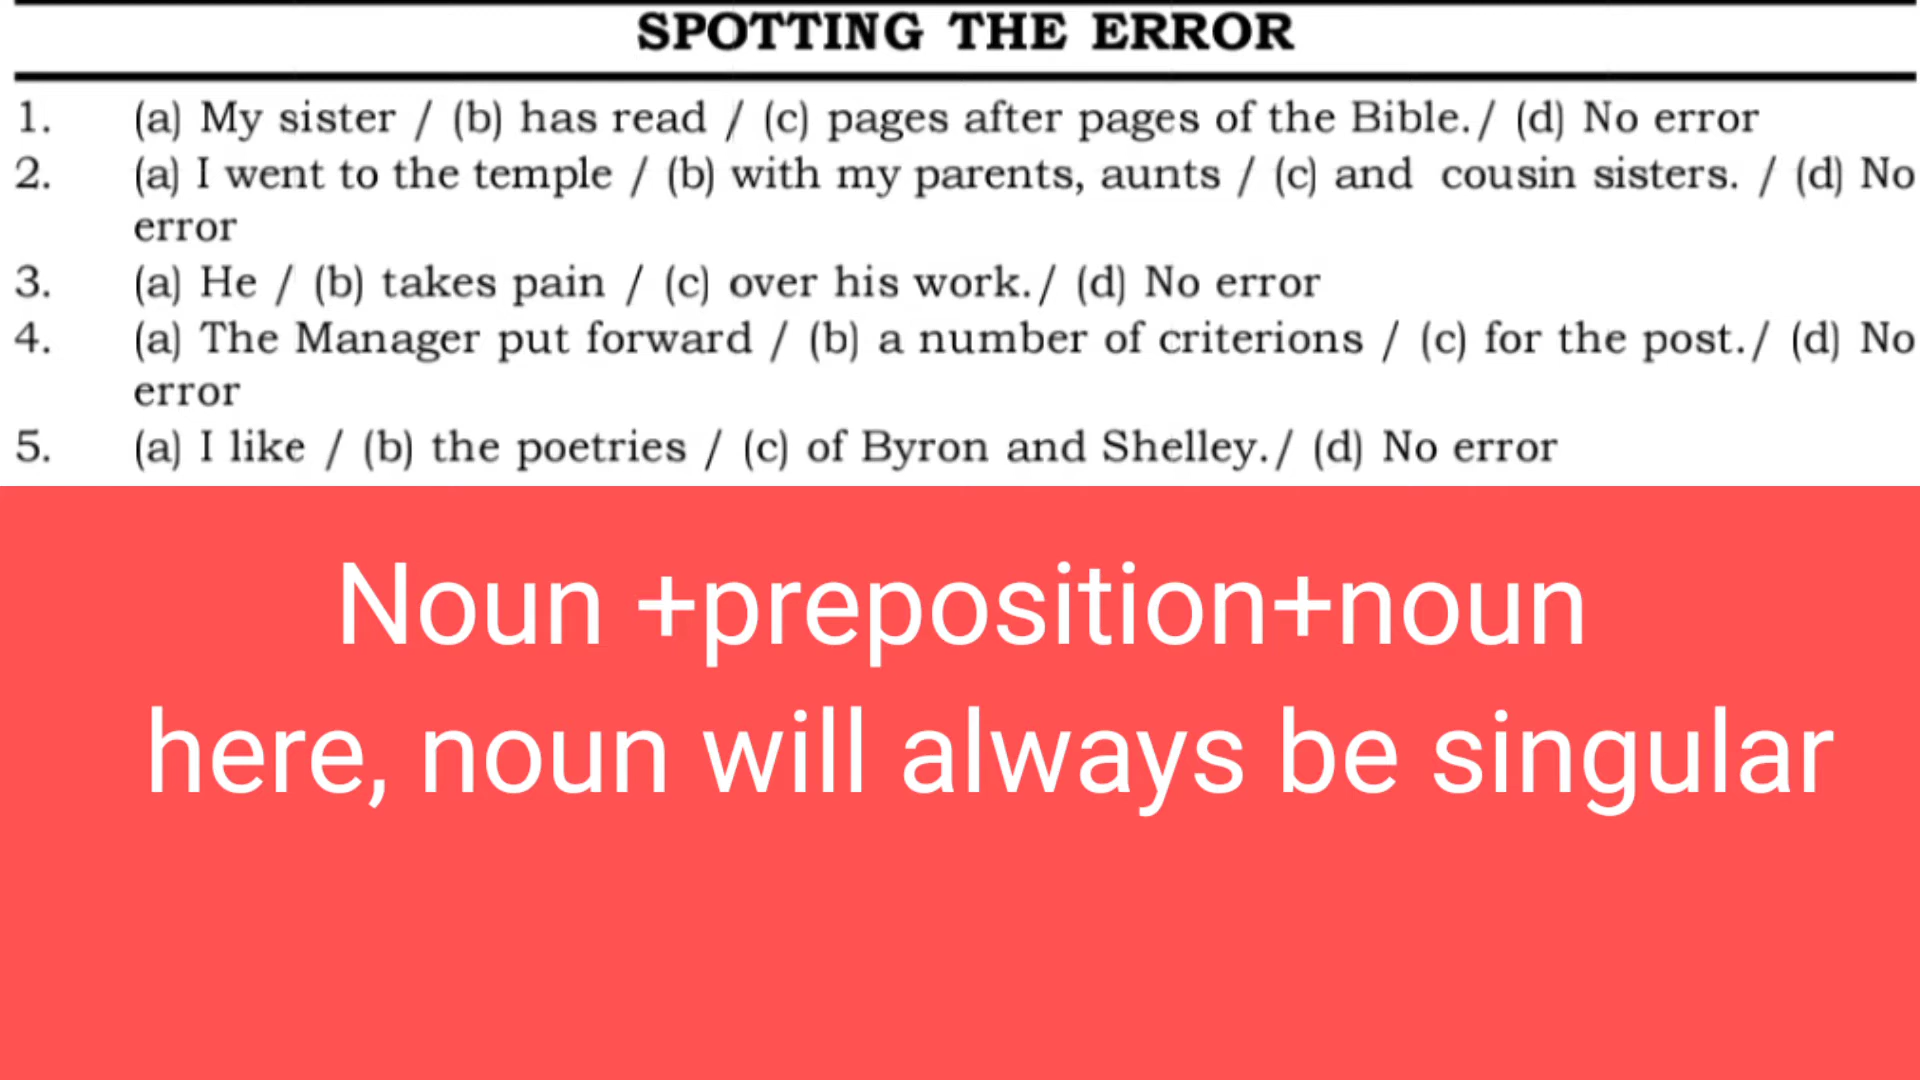 SPOTTING THE ERROR
1. (a) My sister / (b) has read / (c) pages after pages of the Bible./ (d) No error
2. (a) I went to the temple / (b) with my parents, aunts / (c) and cousin sisters. / (d) No
error
3. (a) He / (b) takes pain / (c) over his work./ (d) No error
4. (a) The Manager put forward / (b) a number of criterions / (c) for the post./ (d) No
error
5. (a) I like / (b) the poetries / (c) of Byron and Shelley./ (d) No error
Noun +preposition+noun
here, noun will always be singular